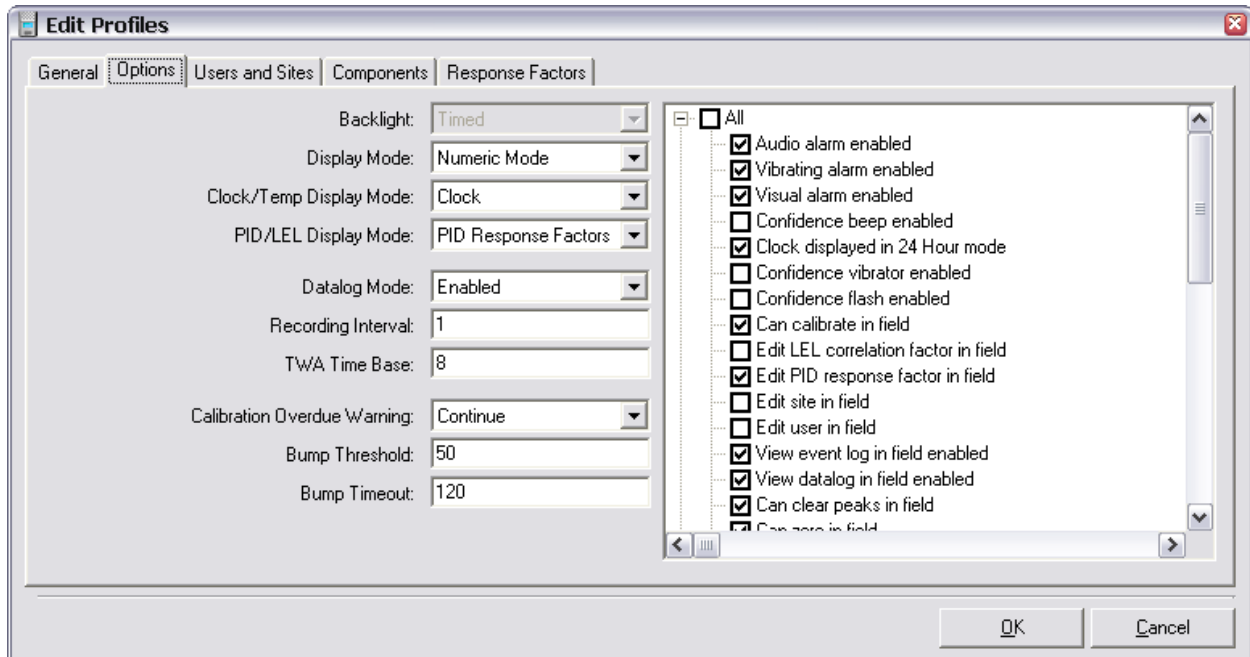 Edit Profiles
General Options Users and Sites Components Response Factors
Backlight: Timed
Display Mode: Numeric Mode
Clock/Temp Display Mode: Clock
PID/LEL Display Mode: PID Response Factors
Datalog Mode: Enabled
Recording Interval: 1
TWA Time Base: 8
Calibration Overdue Warning: Continue
Bump Threshold: 50
Bump Timeout: 120
All
Audio alarm enabled
Vibrating alarm enabled
Visual alarm enabled
Confidence beep enabled
Clock displayed in 24 Hour mode
Confidence vibrator enabled
Confidence flash enabled
Can calibrate in field
Edit LEL correlation factor in field
Edit PID response factor in field
Edit site in field
Edit user in field
View event log in field enabled
View datalog in field enabled
Can clear peaks in field
Can zero in field
OK Cancel